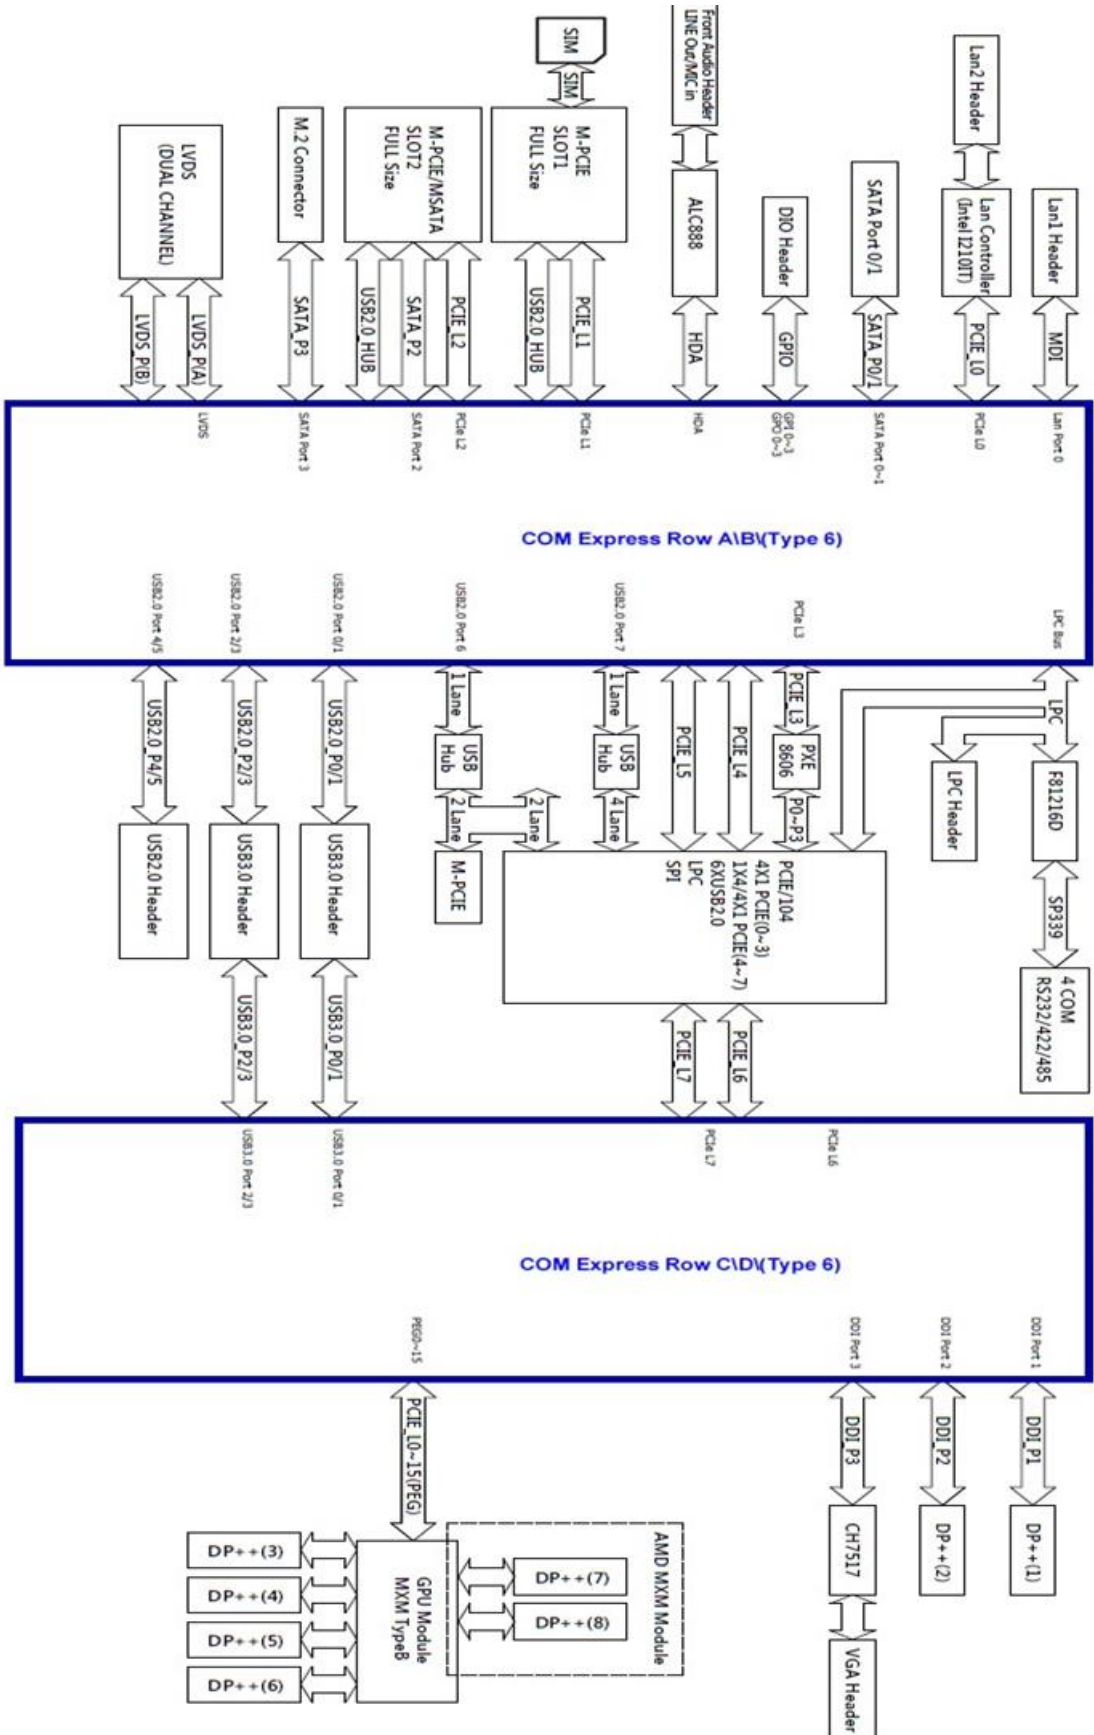 SIM
SIM
Front Audio Header
LINE Out/MIC in
Lan2 Header
LVDS
(DUAL CHANNEL)
M.2 Connector
M-PCIE/MSATA
SLOT2
FULL Size
M-PCIE
SLOT1
FULL Size
ALC888
DIO Header
SATA Port 0/1
Lan Controller
(Intel I210IT)
Lan1 Header
LVDS_P(B)
LVDS_P(A)
SATA_P3
USB2.0_HUB
SATA_P2
PCIE_L2
USB2.0_HUB
PCIE_L1
HDA
GPIO
SATA_P0/1
PCIE_L0
MDI
LVDS
SATA Port 3
SATA Port 2
PCIe L2
PCIe L1
HDA
GPI 0~3
GPO 0~3
SATA Port 0~1
PCIe L0
Lan Port 0
COM Express Row A\B\(Type 6)
USB2.0 Port 4/5
USB2.0 Port 2/3
USB2.0 Port 0/1
USB2.0 Port 6
USB2.0 Port 7
PCIe L3
LPC Bus
USB2.0_P4/5
USB2.0_P2/3
USB2.0_P0/1
1 Lane
1 Lane
PCIE_L5
PCIE_L4
PCIE_L3
LPC
USB
Hub
USB
Hub
PXE
8606
LPC Header
F81216D
2 Lane
2 Lane
4 Lane
P0~P3
USB2.0 Header
USB3.0 Header
USB3.0 Header
M-PCIE
PCIE/104
4X1 PCIE(0~3)
1X4/4X1 PCIE(4~7)
6XUSB2.0
LPC
SPI
SP339
4 COM
RS232/422/485
USB3.0_P2/3
USB3.0_P0/1
PCIE_L7
PCIE_L6
USB3.0 Port 2/3
USB3.0 Port 0/1
PCIe L7
PCIe L6
COM Express Row C\D\(Type 6)
PEG0~15
DDI Port 3
DDI Port 2
DDI Port 1
PCIE_L0~15(PEG)
DDI_P3
DDI_P2
DDI_P1
CH7517
DP++(2)
DP++(1)
AMD MXM Module
GPU Module
MXM TypeB
DP++(3)
DP++(4)
DP++(5)
DP++(6)
DP++(7)
DP++(8)
VGA Header